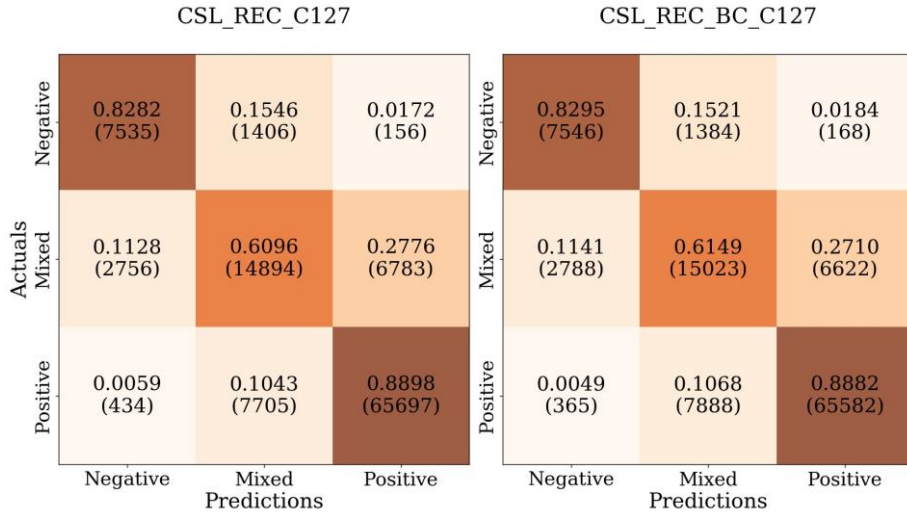 CSL_REC_C127
CSL_REC_BC_C127
Actuals
Negative
0.8282
(7535)
0.1546
(1406)
0.0172
(156)
Mixed
0.1128
(2756)
0.6096
(14894)
0.2776
(6783)
Positive
0.0059
(434)
0.1043
(7705)
0.8898
(65697)
Negative
Mixed
Positive
Predictions
Negative
0.8295
(7546)
0.1521
(1384)
0.0184
(168)
Mixed
0.1141
(2788)
0.6149
(15023)
0.2710
(6622)
Positive
0.0049
(365)
0.1068
(7888)
0.8882
(65582)
Negative
Mixed
Positive
Predictions